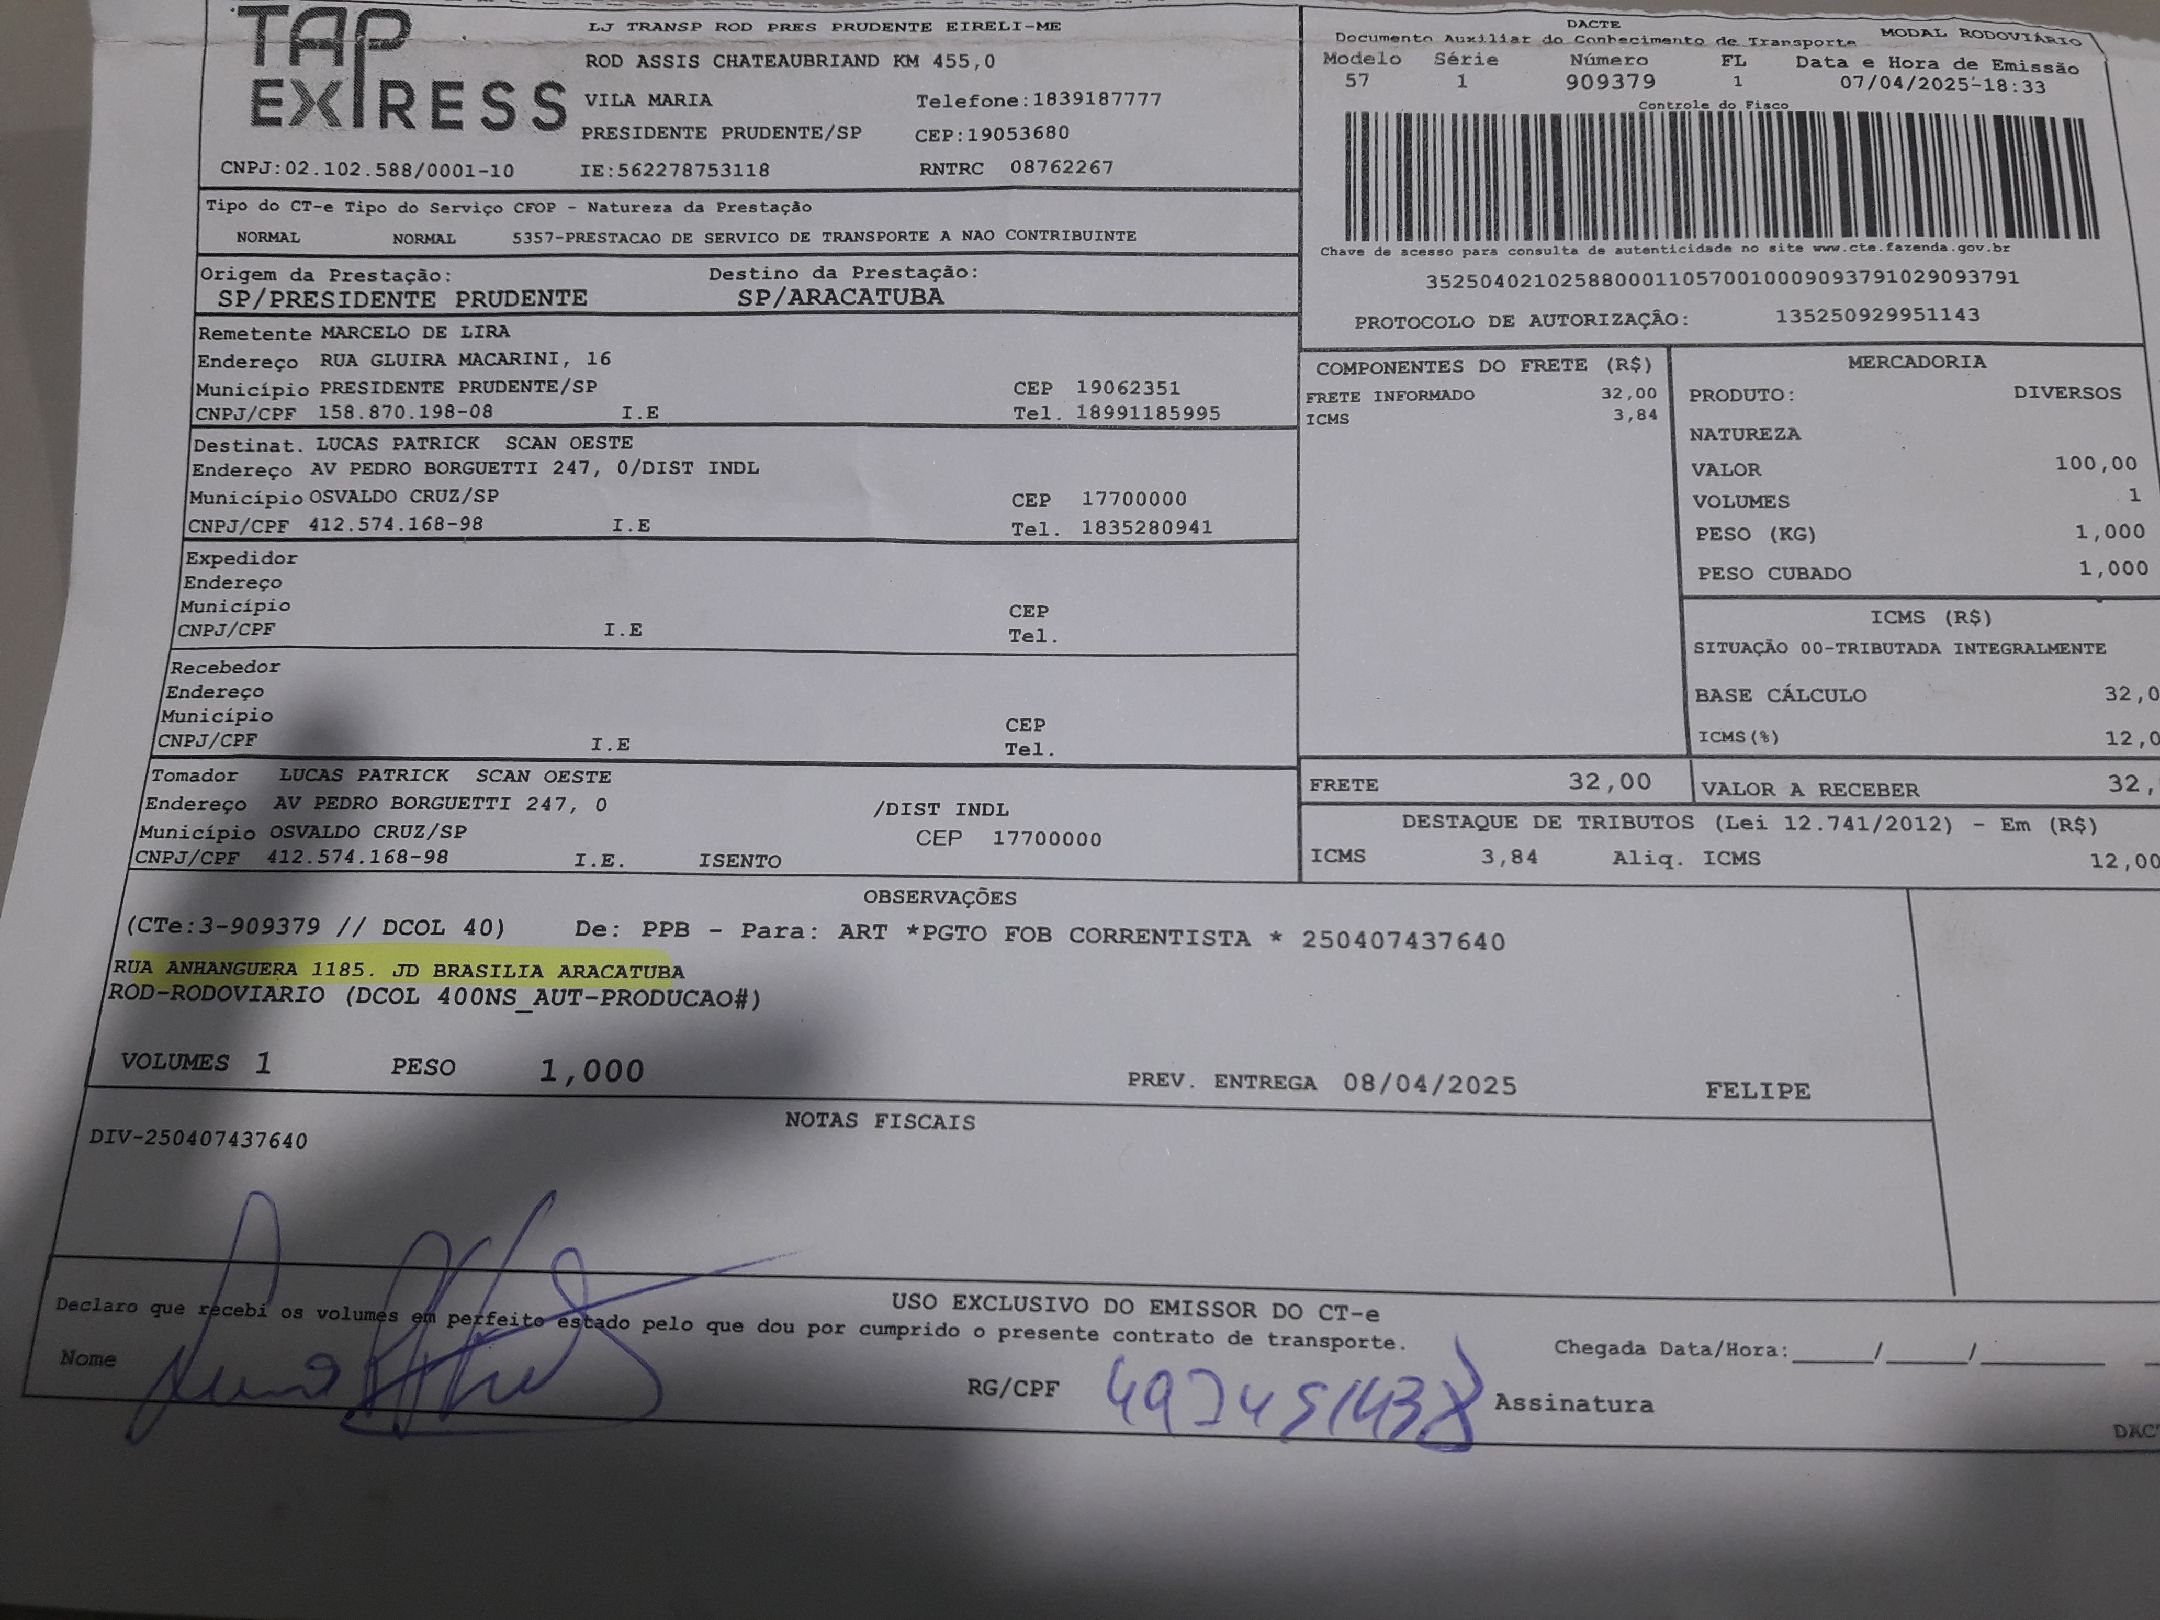 TAP EXPRESS
LJ TRANSP ROD PRES PRUDENTE EIRELI-ME
ROD ASSIS CHATEAUBRIAND KM 455,0
VILA MARIA Telefone:1839187777
PRESIDENTE PRUDENTE/SP CEP:19053680
CNPJ:02.102.588/0001-10 IE:562278753118 RNTRC 08762267
DACTE
Documento Auxiliar do Conhecimento de Transporte MODAL RODOVIÁRIO
Modelo Série Número FL Data e Hora de Emissão
57 1 909379 1 07/04/2025-18:33
Controle do Fisco
Chave de acesso para consulta de autenticidade no site www.cte.fazenda.gov.br
35250402102588000110570010009093791029093791
PROTOCOLO DE AUTORIZAÇÃO: 135250929951143
Tipo do CT-e Tipo do Serviço CFOP - Natureza da Prestação
NORMAL NORMAL 5357-PRESTACAO DE SERVICO DE TRANSPORTE A NAO CONTRIBUINTE
Origem da Prestação: Destino da Prestação:
SP/PRESIDENTE PRUDENTE SP/ARACATUBA
Remetente MARCELO DE LIRA
Endereço RUA GLUIRA MACARINI, 16
Município PRESIDENTE PRUDENTE/SP CEP 19062351
CNPJ/CPF 158.870.198-08 I.E Tel. 18991185995
Destinat. LUCAS PATRICK SCAN OESTE
Endereço AV PEDRO BORGUETTI 247, 0/DIST INDL
Município OSVALDO CRUZ/SP CEP 17700000
CNPJ/CPF 412.574.168-98 I.E Tel. 1835280941
Expedidor
Endereço
Município CEP
CNPJ/CPF I.E Tel.
Recebedor
Endereço
Município CEP
CNPJ/CPF I.E Tel.
Tomador LUCAS PATRICK SCAN OESTE
Endereço AV PEDRO BORGUETTI 247, 0 /DIST INDL
Município OSVALDO CRUZ/SP CEP 17700000
CNPJ/CPF 412.574.168-98 I.E. ISENTO
COMPONENTES DO FRETE (R$)
FRETE INFORMADO 32,00
ICMS 3,84
MERCADORIA
PRODUTO: DIVERSOS
NATUREZA
VALOR 100,00
VOLUMES 1
PESO (KG) 1,000
PESO CUBADO 1,000
ICMS (R$)
SITUAÇÃO 00-TRIBUTADA INTEGRALMENTE
BASE CÁLCULO 32,0
ICMS(%) 12,0
FRETE 32,00 VALOR A RECEBER 32,
DESTAQUE DE TRIBUTOS (Lei 12.741/2012) - Em (R$)
ICMS 3,84 Aliq. ICMS 12,00
OBSERVAÇÕES
(CTe:3-909379 // DCOL 40) De: PPB - Para: ART *PGTO FOB CORRENTISTA * 250407437640
RUA ANHANGUERA 1185. JD BRASILIA ARACATUBA
ROD-RODOVIARIO (DCOL 400NS_AUT-PRODUCAO#)
VOLUMES 1 PESO 1,000 PREV. ENTREGA 08/04/2025 FELIPE
NOTAS FISCAIS
DIV-250407437640
USO EXCLUSIVO DO EMISSOR DO CT-e
Declaro que recebi os volumes em perfeito estado pelo que dou por cumprido o presente contrato de transporte.
Nome RG/CPF Assinatura Chegada Data/Hora:_____/_____/_______
DAC